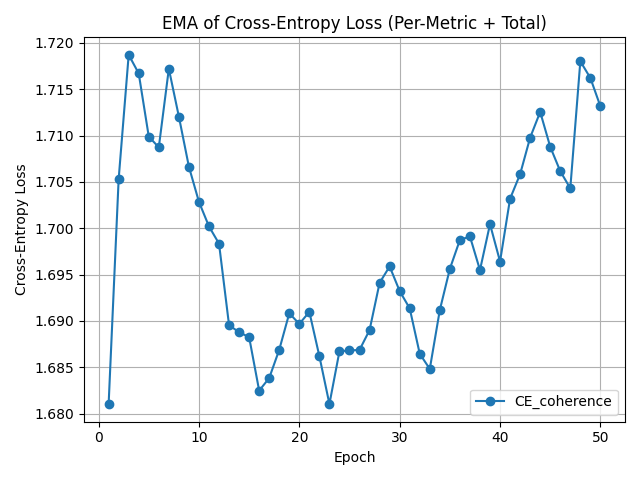 EMA of Cross-Entropy Loss (Per-Metric + Total)
1.720
1.715
1.710
1.705
1.700
1.695
1.690
1.685
1.680
Cross-Entropy Loss
0 10 20 30 40 50
Epoch
CE_coherence